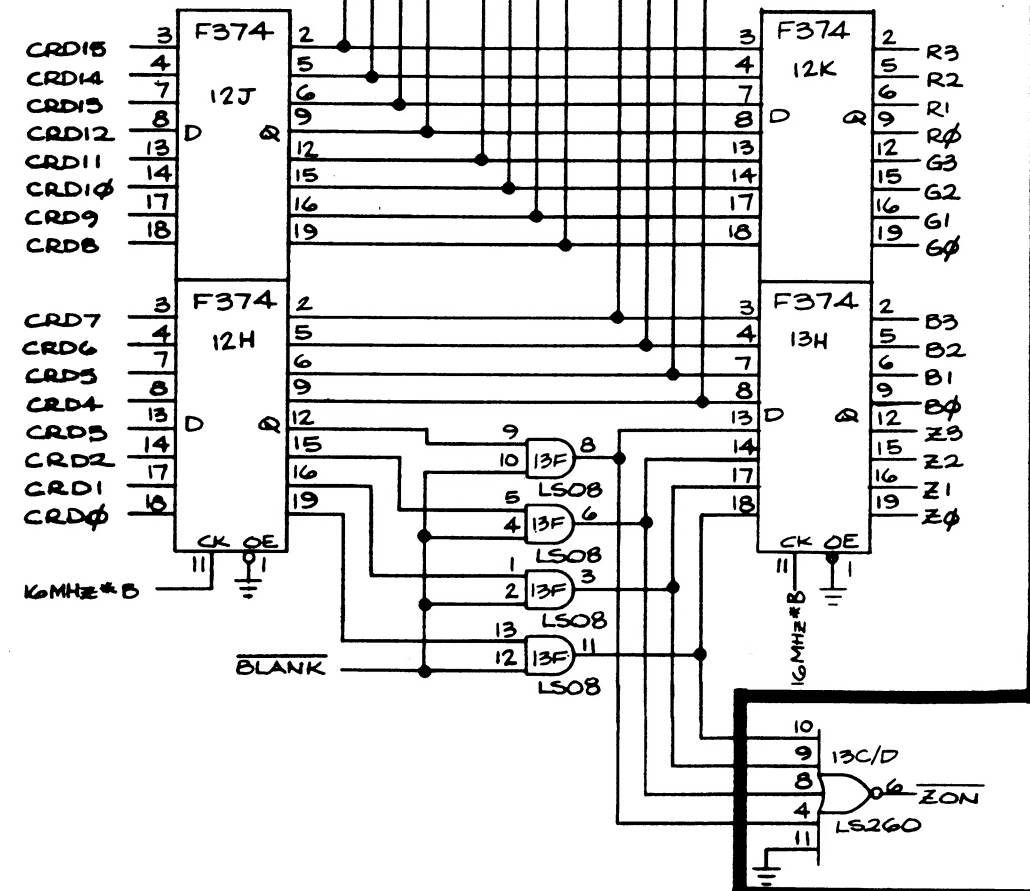 F374 F374
CRD15 3 2 3 2 R3
CRD14 4 5 4 5 R2
12J 12K
CRD13 7 6 7 6 R1
CRD12 8 D Q 9 8 D Q 9 RØ
CRD11 13 12 13 12 G3
CRD1Ø 14 15 14 15 G2
CRD9 17 16 17 16 G1
CRD8 18 19 18 19 GØ
F374 F374
CRD7 3 2 3 2 B3
12H 13H
CRD6 4 5 4 5 B2
CRD5 7 6 7 6 B1
CRD4 8 9 8 9 BØ
CRD3 13 D Q 12 13 D Q 12 Z3
CRD2 14 15 14 15 Z2
CRD1 17 16 17 16 Z1
CRDØ 18 19 18 19 ZØ
9 8
10 13F
LS08
5 6
4 13F
LS08
1 3
2 13F
LS08
13 11
12 13F
LS08
CK OE
11 1
16MHZ*B
CK OE
11 1
16MHZ*B
BLANK
10
9 13C/D
8 6 ZON
4 LS260
11